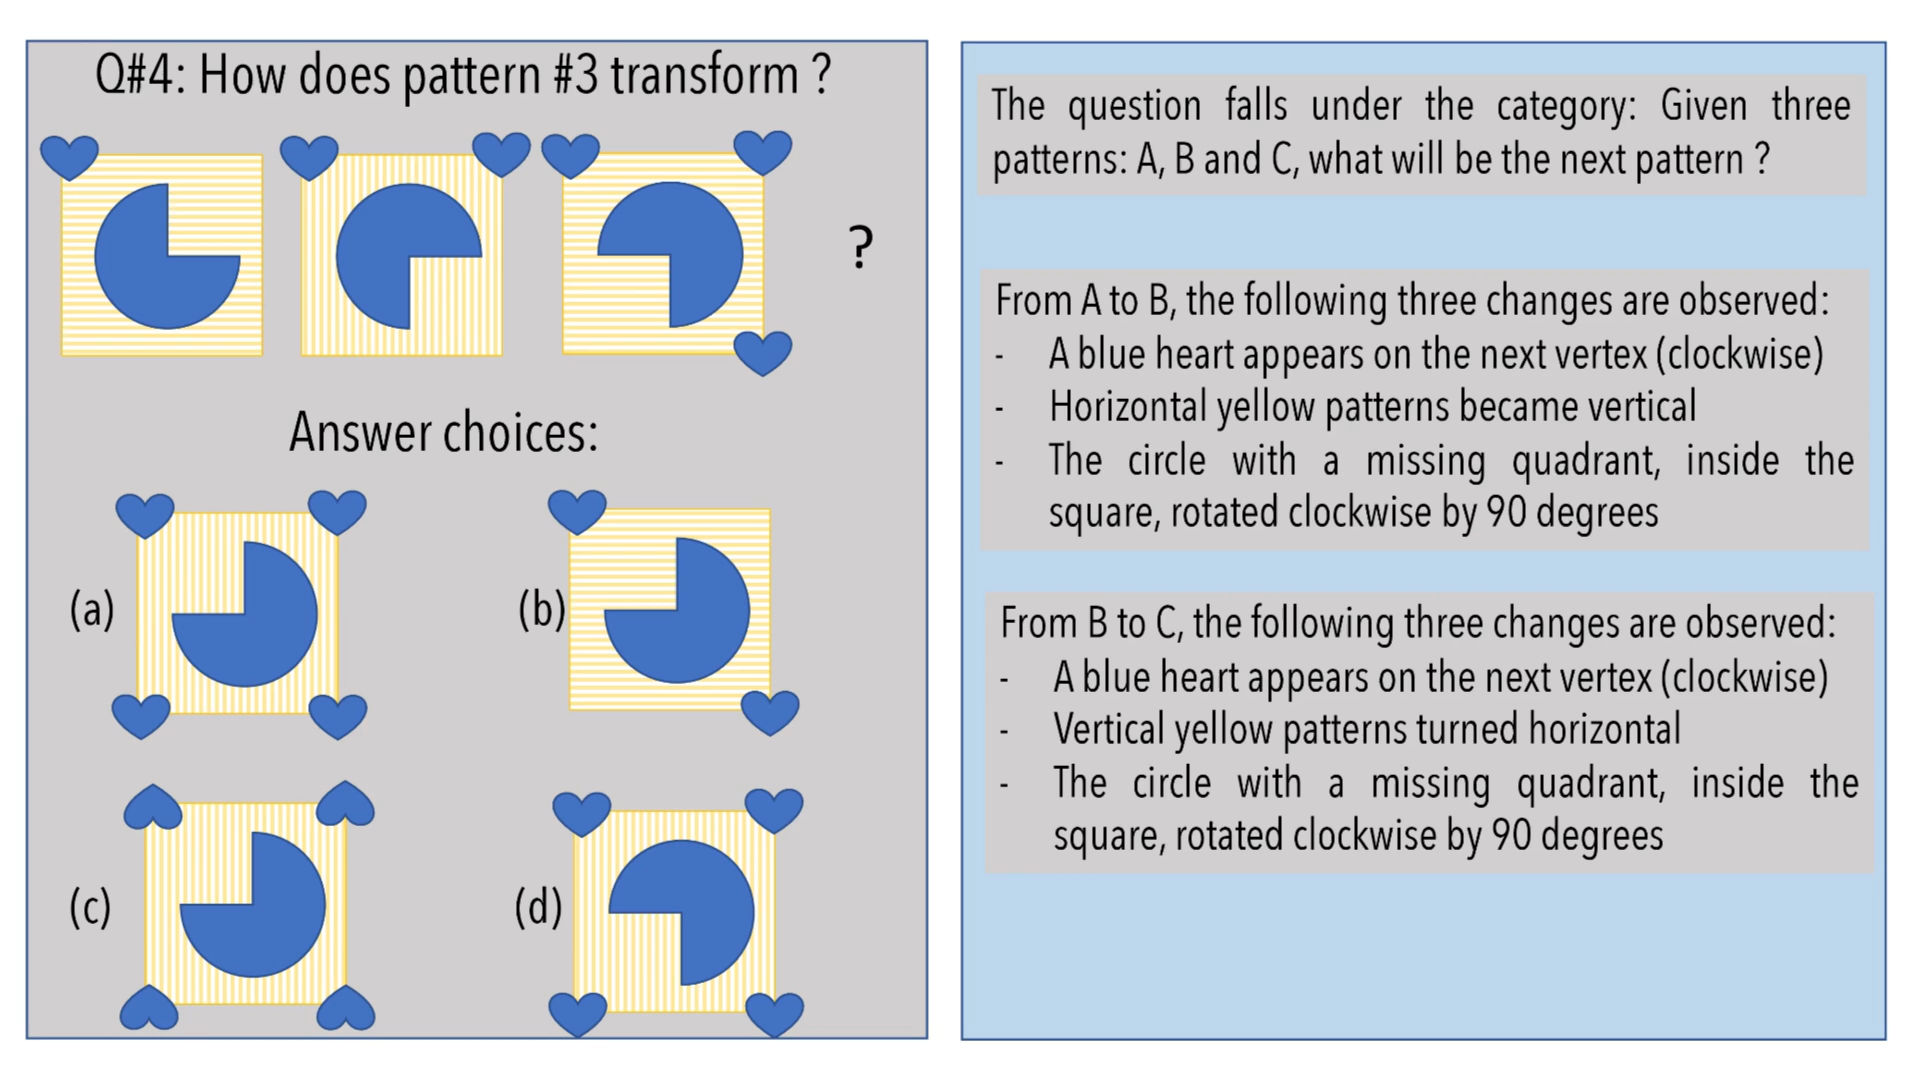 Q#4: How does pattern #3 transform ?
?
Answer choices:
(a)
(b)
(c)
(d)
The question falls under the category: Given three
patterns: A, B and C, what will be the next pattern ?
From A to B, the following three changes are observed:
- A blue heart appears on the next vertex (clockwise)
- Horizontal yellow patterns became vertical
- The circle with a missing quadrant, inside the
square, rotated clockwise by 90 degrees
From B to C, the following three changes are observed:
- A blue heart appears on the next vertex (clockwise)
- Vertical yellow patterns turned horizontal
- The circle with a missing quadrant, inside the
square, rotated clockwise by 90 degrees